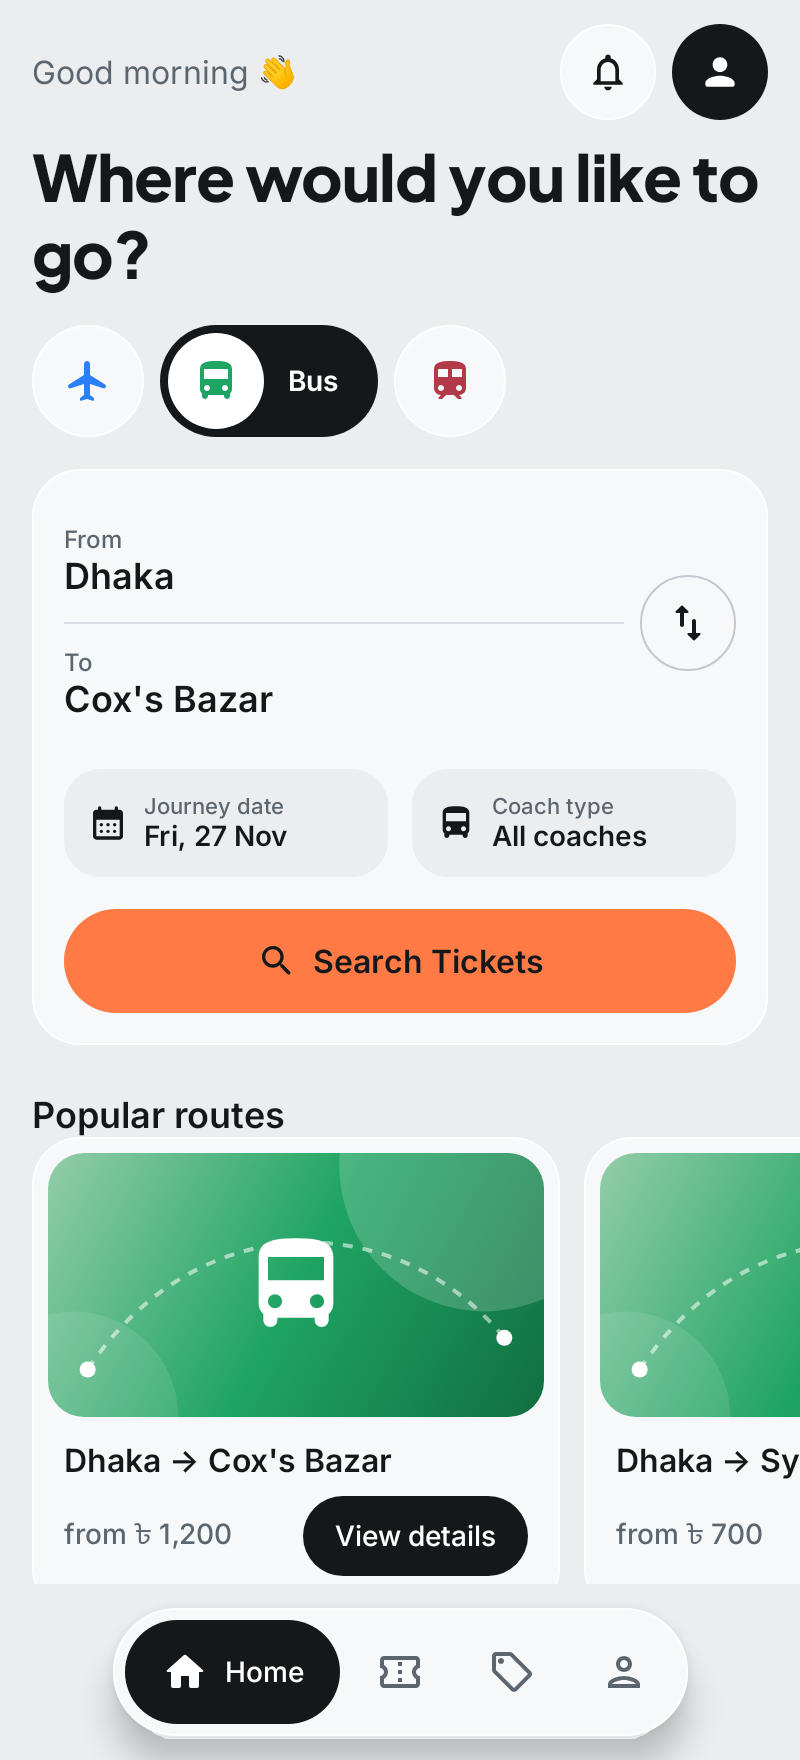 Good morning 👋
Where would you like to
go?
Bus
From
Dhaka
To
Cox's Bazar
Journey date
Fri, 27 Nov
Coach type
All coaches
Search Tickets
Popular routes
Dhaka → Cox's Bazar
from ৳ 1,200
View details
Dhaka → Sy
from ৳ 700
Home